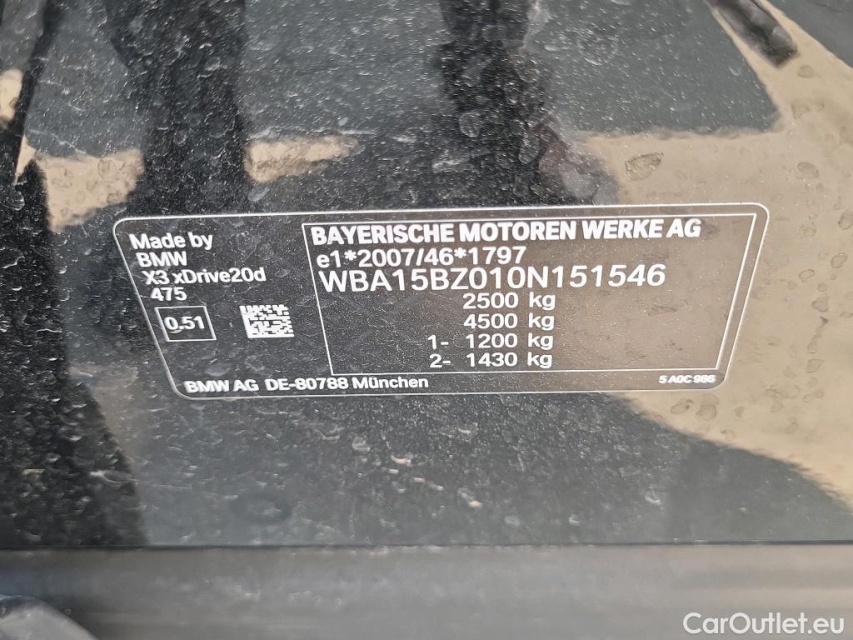 Made by
BMW
X3 xDrive20d
475
0.51
BAYERISCHE MOTOREN WERKE AG
e1*2007/46*1797
WBA15BZ010N151546
2500 kg
4500 kg
1- 1200 kg
2- 1430 kg
BMW AG DE-80788 München
5 A0C 986
CarOutlet.eu